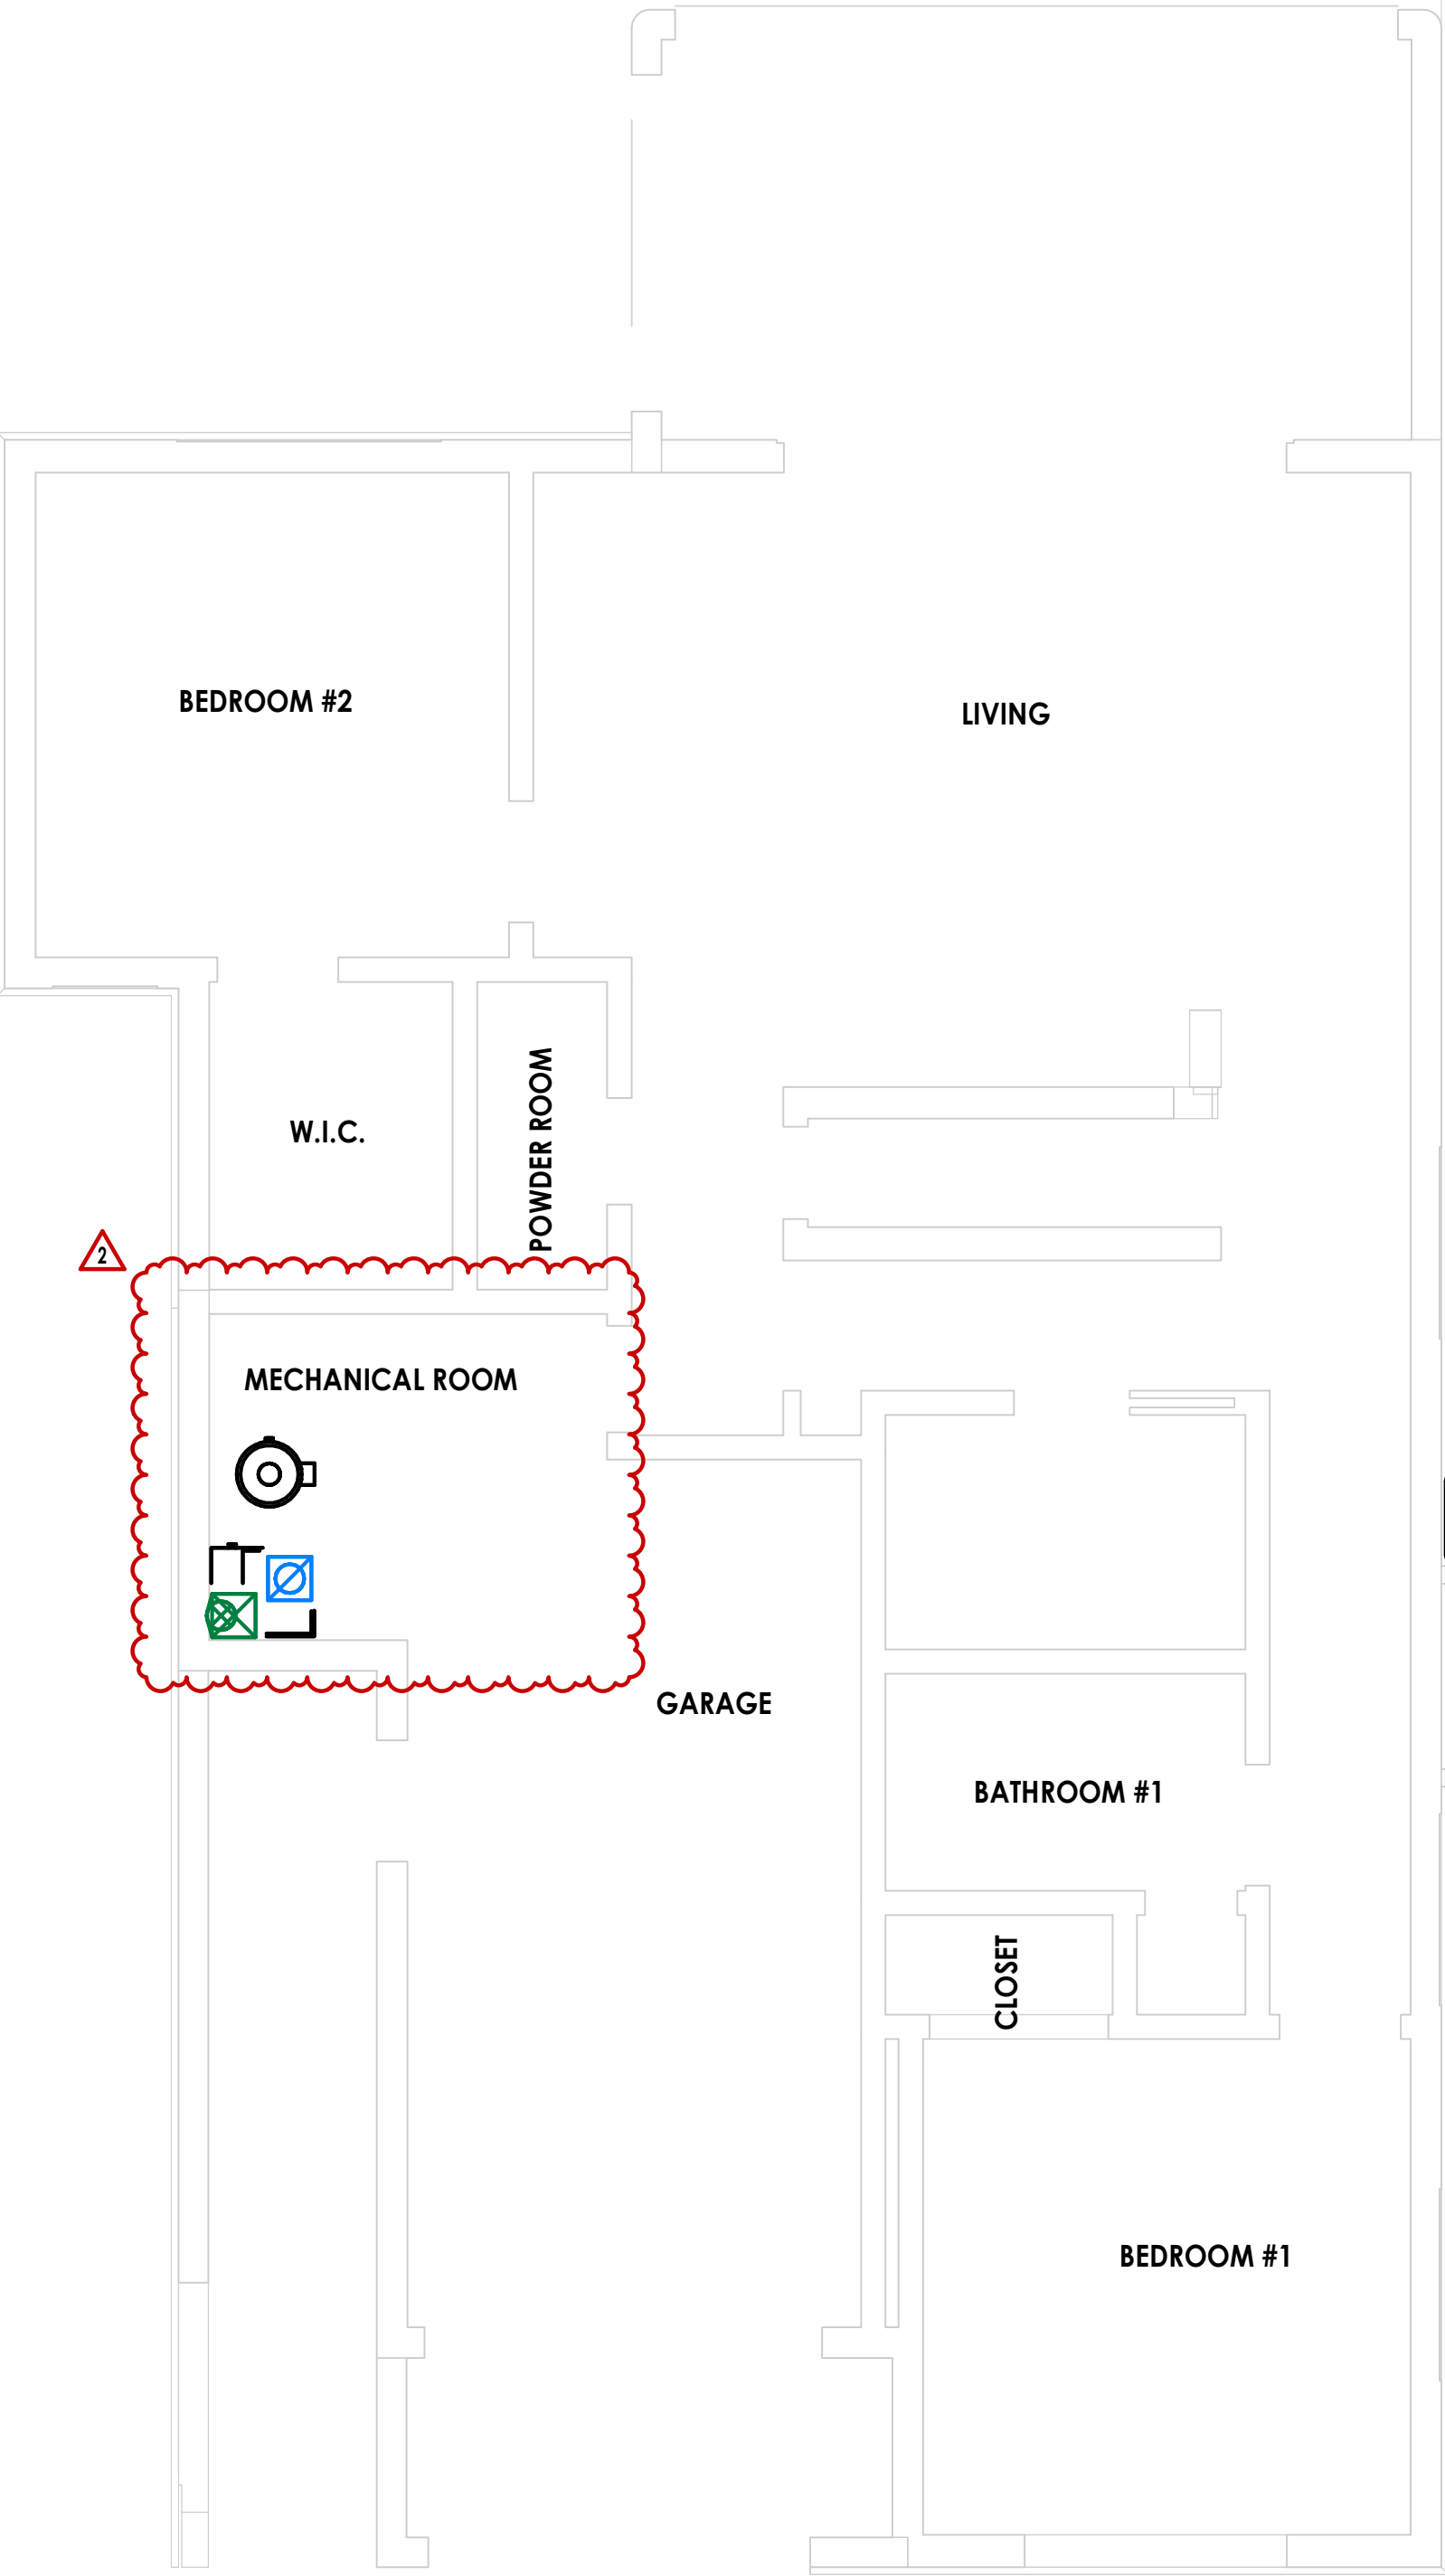 BEDROOM #2
LIVING
W.I.C.
POWDER ROOM
2
MECHANICAL ROOM
GARAGE
BATHROOM #1
CLOSET
BEDROOM #1